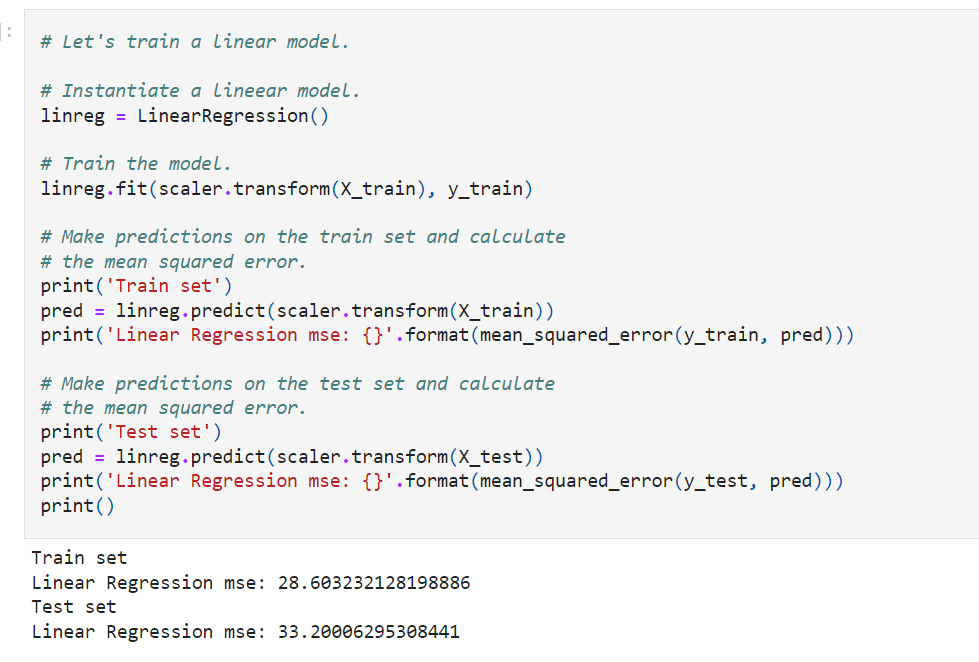 ]:
# Let's train a linear model.
# Instantiate a lineear model.
linreg = LinearRegression()
# Train the model.
linreg.fit(scaler.transform(X_train), y_train)
# Make predictions on the train set and calculate
# the mean squared error.
print('Train set')
pred = linreg.predict(scaler.transform(X_train))
print('Linear Regression mse: {}'.format(mean_squared_error(y_train, pred)))
# Make predictions on the test set and calculate
# the mean squared error.
print('Test set')
pred = linreg.predict(scaler.transform(X_test))
print('Linear Regression mse: {}'.format(mean_squared_error(y_test, pred)))
print()
Train set
Linear Regression mse: 28.603232128198886
Test set
Linear Regression mse: 33.20006295308441